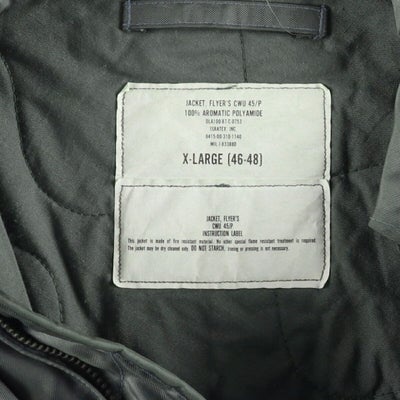 JACKET, FLYER'S CWU 45/P
100% AROMATIC POLYAMIDE
DLA100-87-C-0753
ISRATEX, INC.
8415-00-310-1140
MIL-J-83388D
X-LARGE (46-48)
JACKET, FLYER'S
CWU 45/P
INSTRUCTION LABEL
This jacket is made of fire resistant material. No other special flame resistant treatment is required.
The jacket may be dry cleaned only. DO NOT STARCH, ironing or pressing is not necessary.